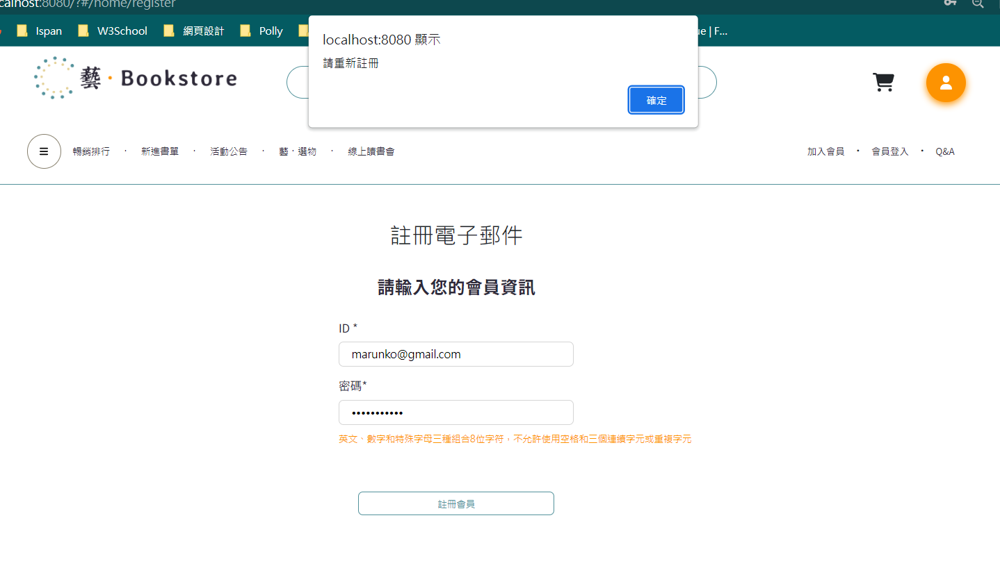 calhost:8080/?#/home/register
Ispan W3School 網頁設計 Polly ue | F...
localhost:8080 顯示
請重新註冊
確定
藝·Bookstore
暢銷排行 · 新進書單 · 活動公告 · 藝·選物 · 線上讀書會
加入會員 · 會員登入 · Q&A
註冊電子郵件
請輸入您的會員資訊
ID *
marunko@gmail.com
密碼*
•••••••••••
英文、數字和特殊字母三種組合8位字符，不允許使用空格和三個連續字元或重複字元
註冊會員